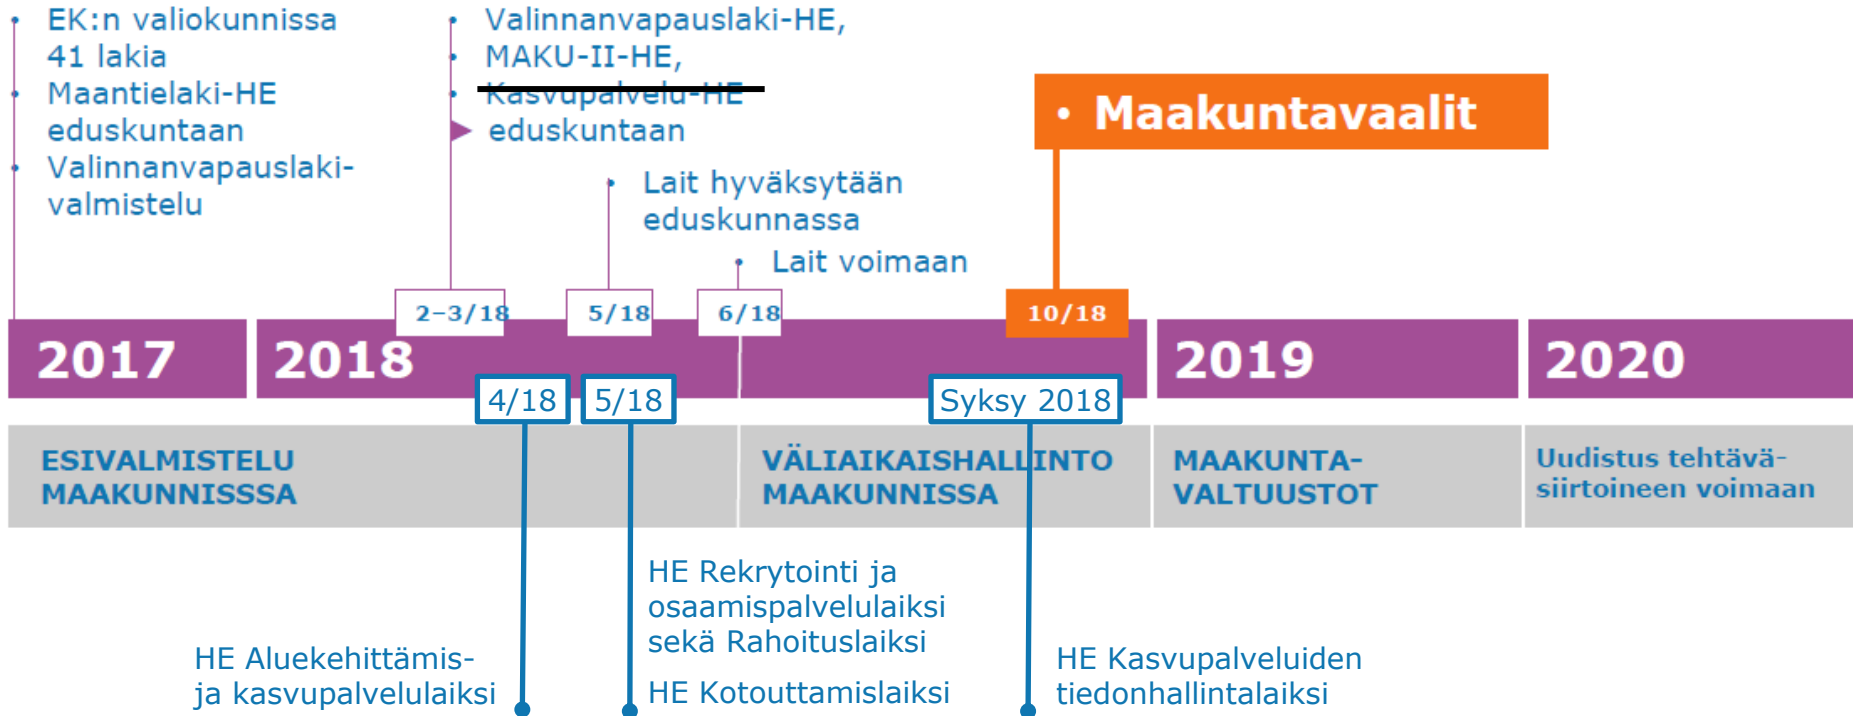 • EK:n valiokunnissa
41 lakia
• Maantielaki-HE
eduskuntaan
• Valinnanvapauslaki-
valmistelu
• Valinnanvapauslaki-HE,
• MAKU-II-HE,
• Kasvupalvelu-HE
eduskuntaan
• Lait hyväksytään
eduskunnassa
• Lait voimaan
• Maakuntavaalit
2–3/18
5/18
6/18
10/18
2017
2018
2019
2020
4/18
5/18
Syksy 2018
ESIVALMISTELU
MAAKUNNISSSA
VÄLIAIKAISHALLINTO
MAAKUNNISSA
MAAKUNTA-
VALTUUSTOT
Uudistus tehtävä-
siirtoineen voimaan
HE Aluekehittämis-
ja kasvupalvelulaiksi
HE Rekrytointi ja
osaamispalvelulaiksi
sekä Rahoituslaiksi
HE Kotouttamislaiksi
HE Kasvupalveluiden
tiedonhallintalaiksi